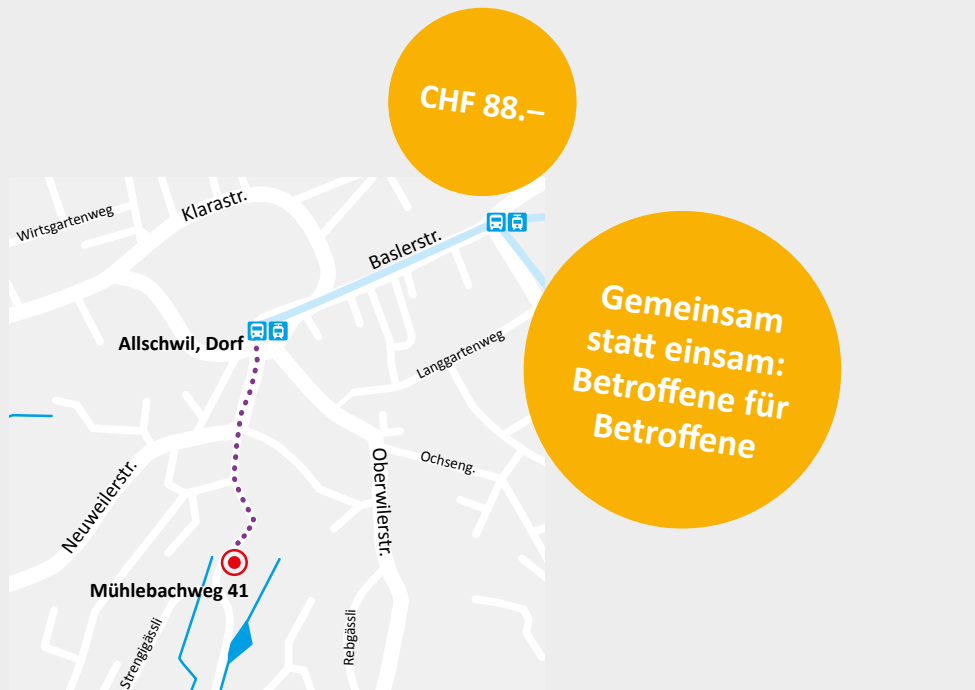 CHF 88.–
Wirtsgartenweg
Klarastr.
Baslerstr.
Allschwil, Dorf
Langgartenweg
Gemeinsam
statt einsam:
Betroffene für
Betroffene
Neuweilerstr.
Oberwilerstr.
Ochseng.
Mühlebachweg 41
Strengigässli
Rebgässli